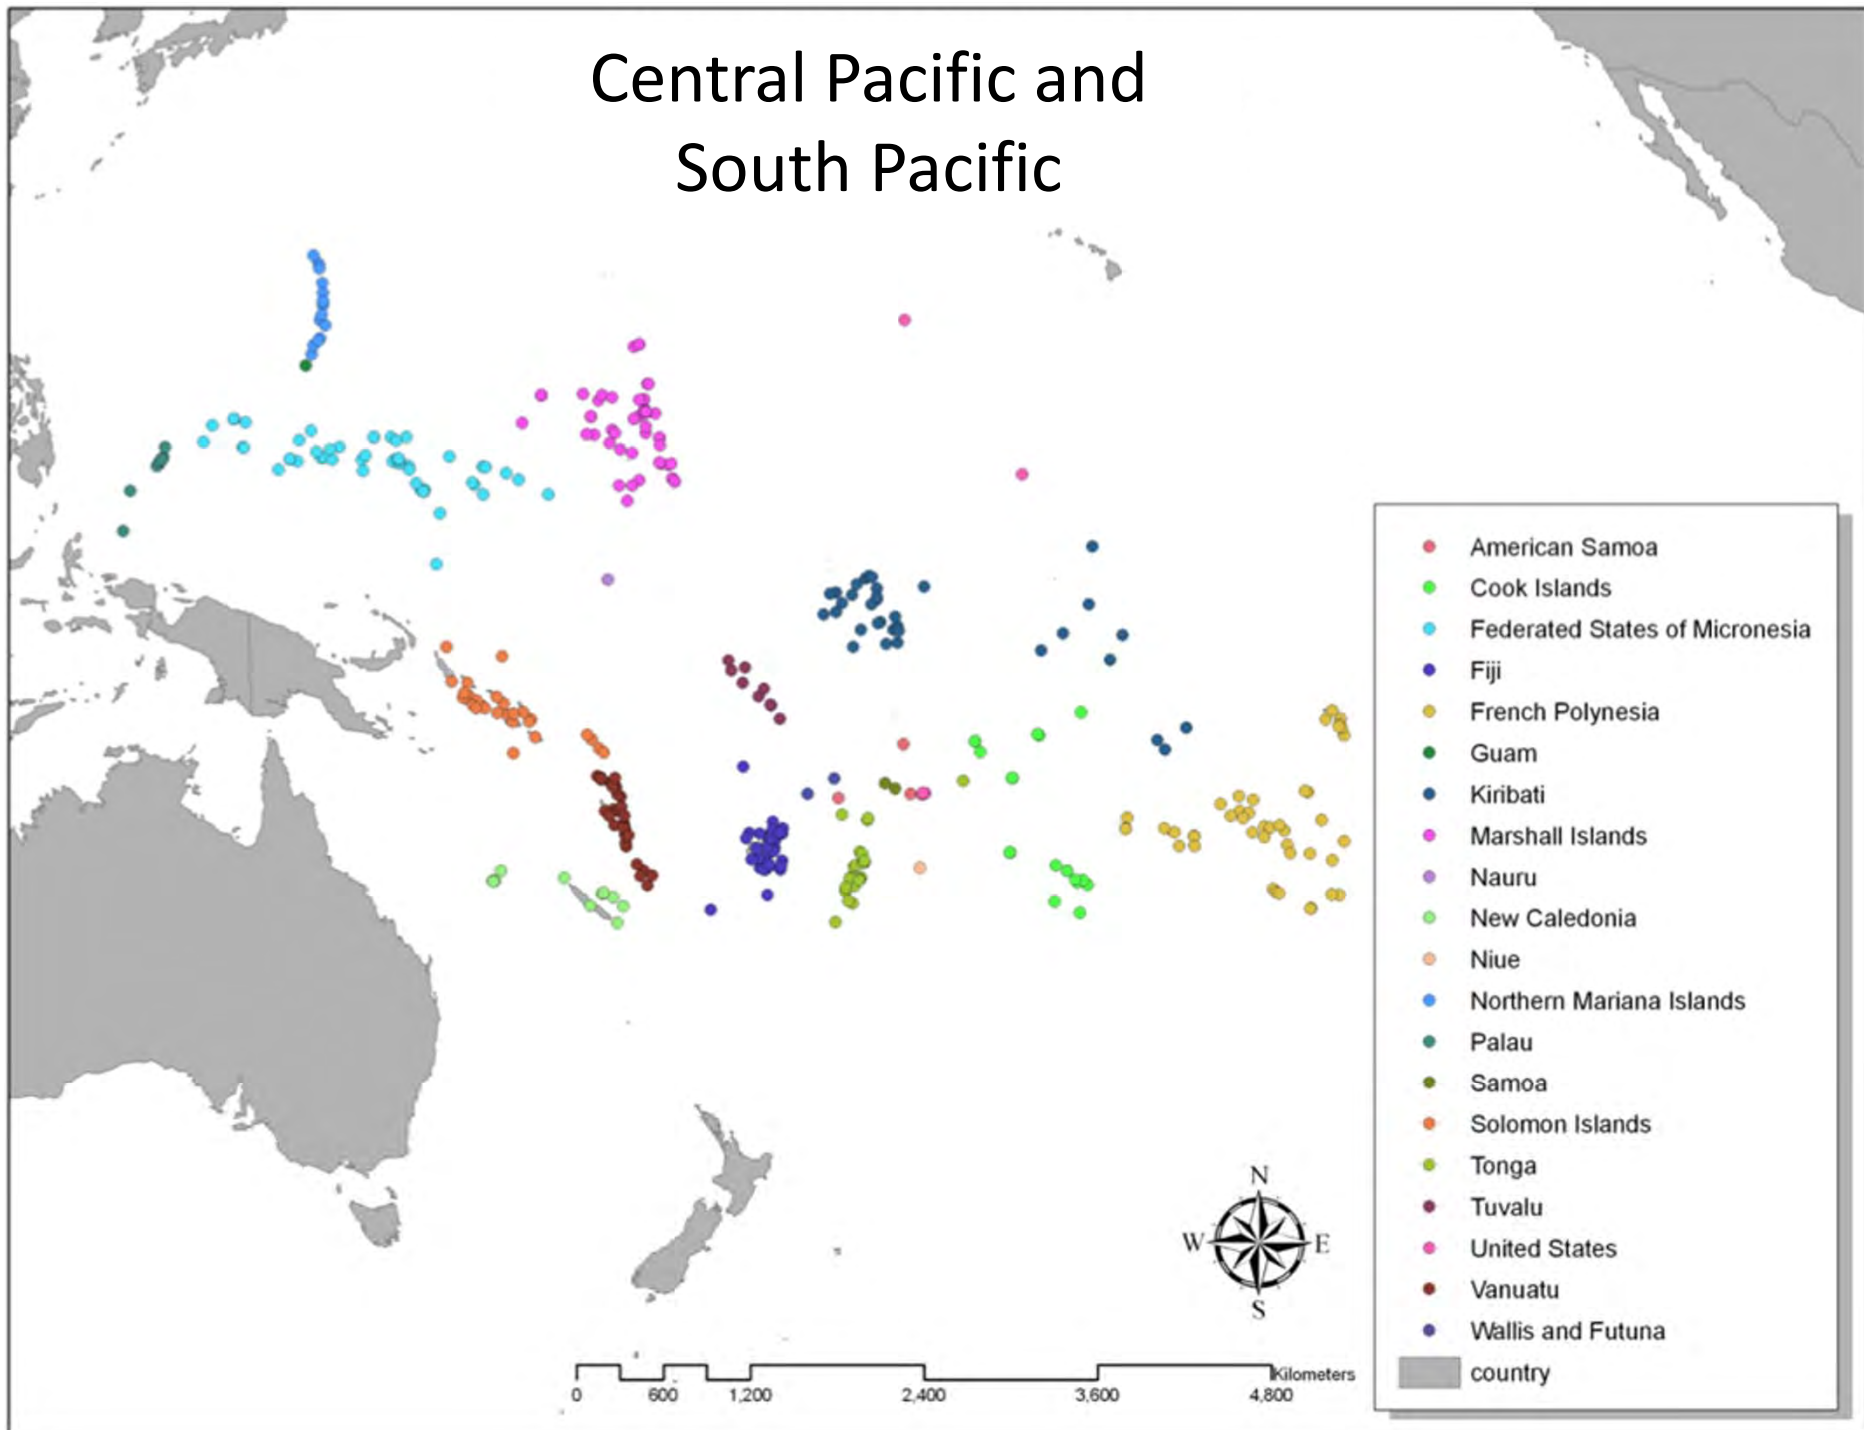 Central Pacific and
South Pacific
American Samoa
Cook Islands
Federated States of Micronesia
Fiji
French Polynesia
Guam
Kiribati
Marshall Islands
Nauru
New Caledonia
Niue
Northern Mariana Islands
Palau
Samoa
Solomon Islands
Tonga
Tuvalu
United States
Vanuatu
Wallis and Futuna
country
N
W E
S
Kilometers
0 600 1,200 2,400 3,600 4,800